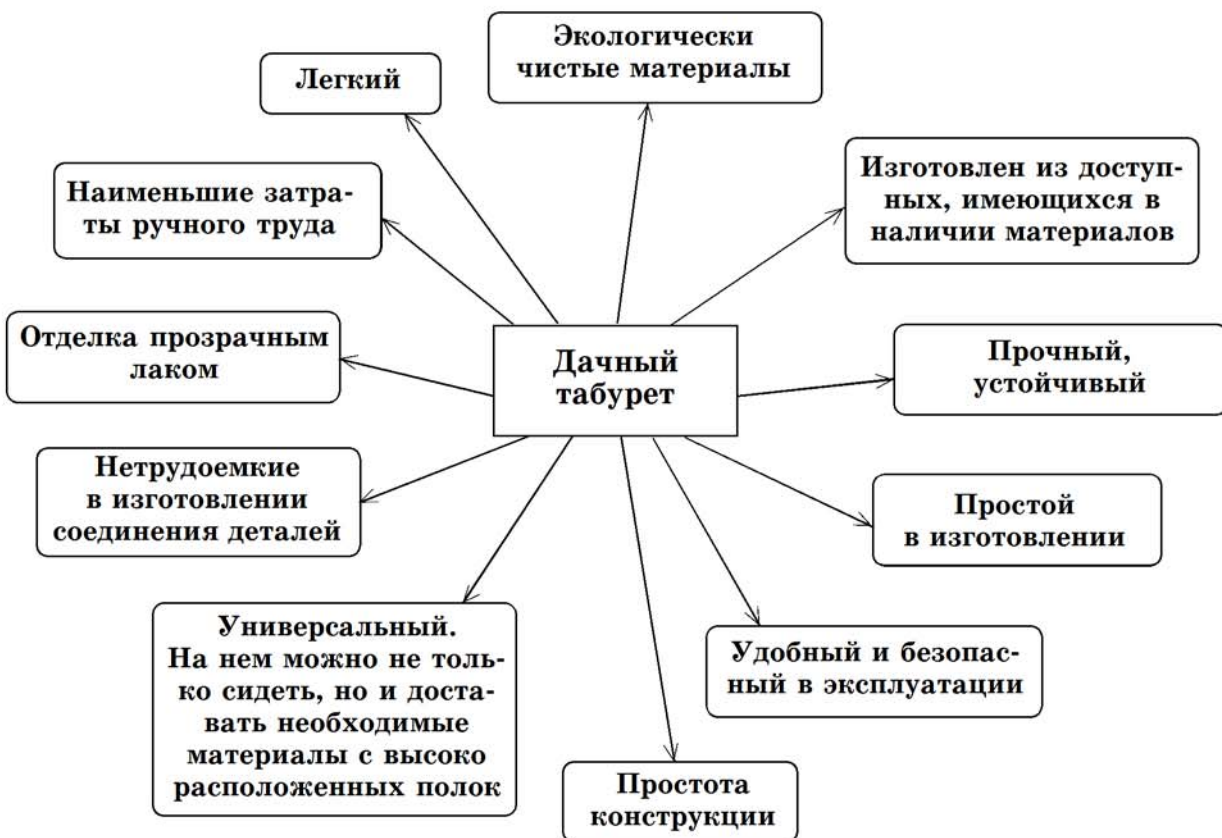 Экологически
чистые материалы
Легкий
Изготовлен из доступ-
ных, имеющихся в
наличии материалов
Наименьшие затра-
ты ручного труда
Отделка прозрачным
лаком
Дачный
табурет
Прочный,
устойчивый
Нетрудоемкие
в изготовлении
соединения деталей
Простой
в изготовлении
Универсальный.
На нем можно не толь-
ко сидеть, но и доста-
вать необходимые
материалы с высоко
расположенных полок
Удобный и безопас-
ный в эксплуатации
Простота
конструкции